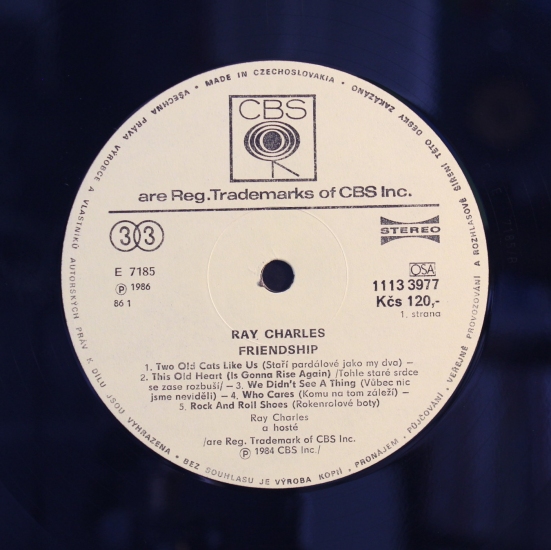 • MADE IN CZECHOSLOVAKIA •
VŠECHNA PRÁVA VÝROBCE A VLASTNÍKŮ AUTORSKÝCH PRÁV K DÍLU JSOU VYHRAZENA • BEZ SOUHLASU JE VÝROBA KOPIÍ • PRONÁJEM • PŮJČOVÁNÍ • VEŘEJNÉ PROVOZOVÁNÍ A ROZHLASOVÉ ŠÍŘENÍ TÉTO DESKY ZAKÁZÁNO
CBS
are Reg.Trademarks of CBS Inc.
33
STEREO
E 7185
Ⓟ 1986
86 1
OSA
1113 3977
Kčs 120,-
1. strana
RAY CHARLES
FRIENDSHIP
1. Two Old Cats Like Us (Staří pardálové jako my dva) –
2. This Old Heart (Is Gonna Rise Again) /Tohle staré srdce
se zase rozbuší/ – 3. We Didn't See A Thing (Vůbec nic
jsme neviděli) – 4. Who Cares (Komu na tom záleží) –
5. Rock And Roll Shoes (Rokenrolové boty)
Ray Charles
a hosté
/are Reg. Trademark of CBS Inc.
Ⓟ 1984 CBS Inc./